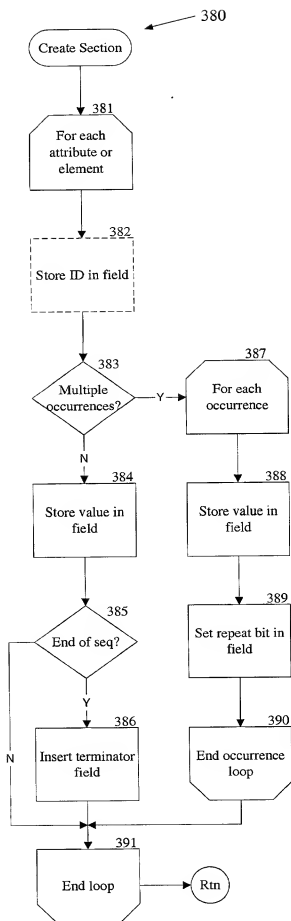 380
Create Section
381
For each
attribute or
element
382
Store ID in field
383
Multiple
occurrences?
Y
387
For each
occurrence
N
384
Store value in
field
388
Store value in
field
385
End of seq?
389
Set repeat bit in
field
Y
N
386
Insert terminator
field
390
End occurrence
loop
391
End loop
Rtn